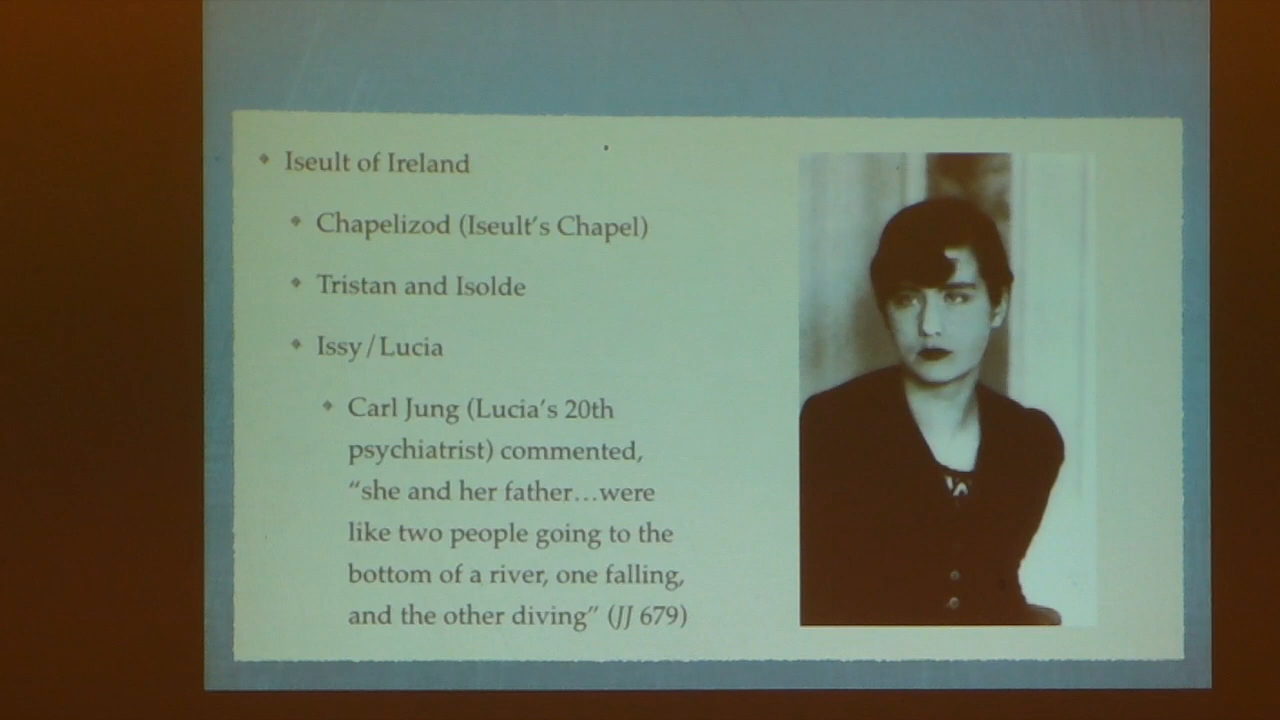 Iseult of Ireland
Chapelizod (Iseult's Chapel)
Tristan and Isolde
Issy/Lucia
Carl Jung (Lucia's 20th
psychiatrist) commented,
“she and her father…were
like two people going to the
bottom of a river, one falling,
and the other diving” (JJ 679)